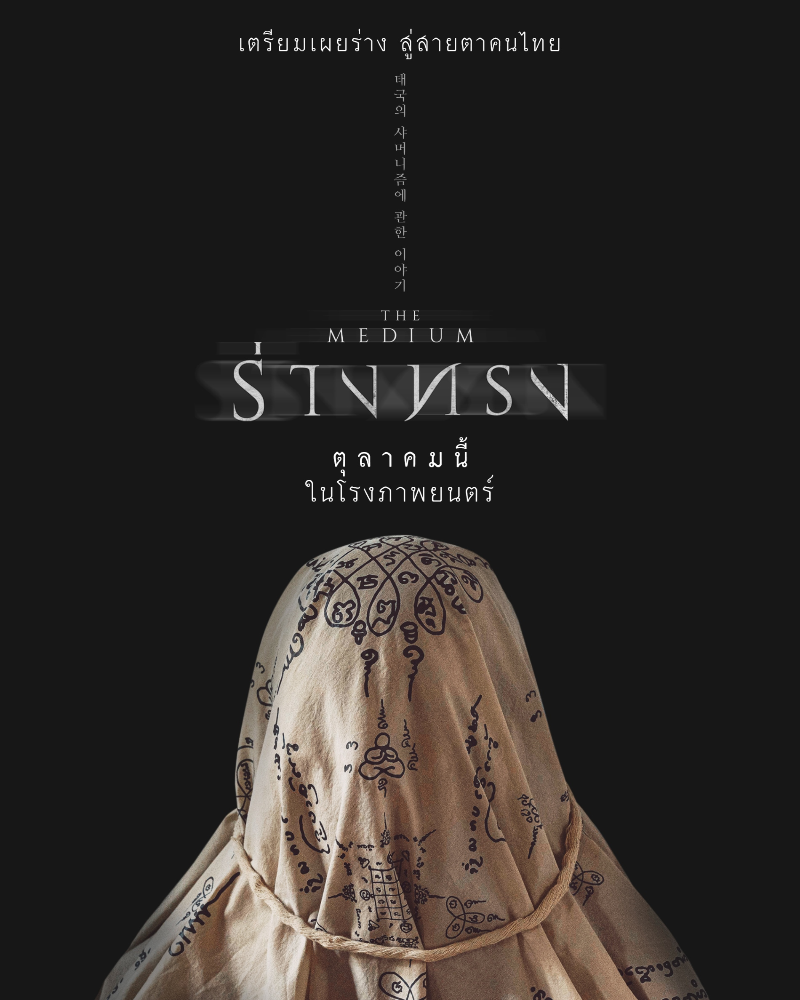 เตรียมเผยร่าง สู่สายตาคนไทย
태국의 샤머니즘에 관한 이야기
THE
MEDIUM
ร่างทรง
ตุลาคมนี้
ในโรงภาพยนตร์